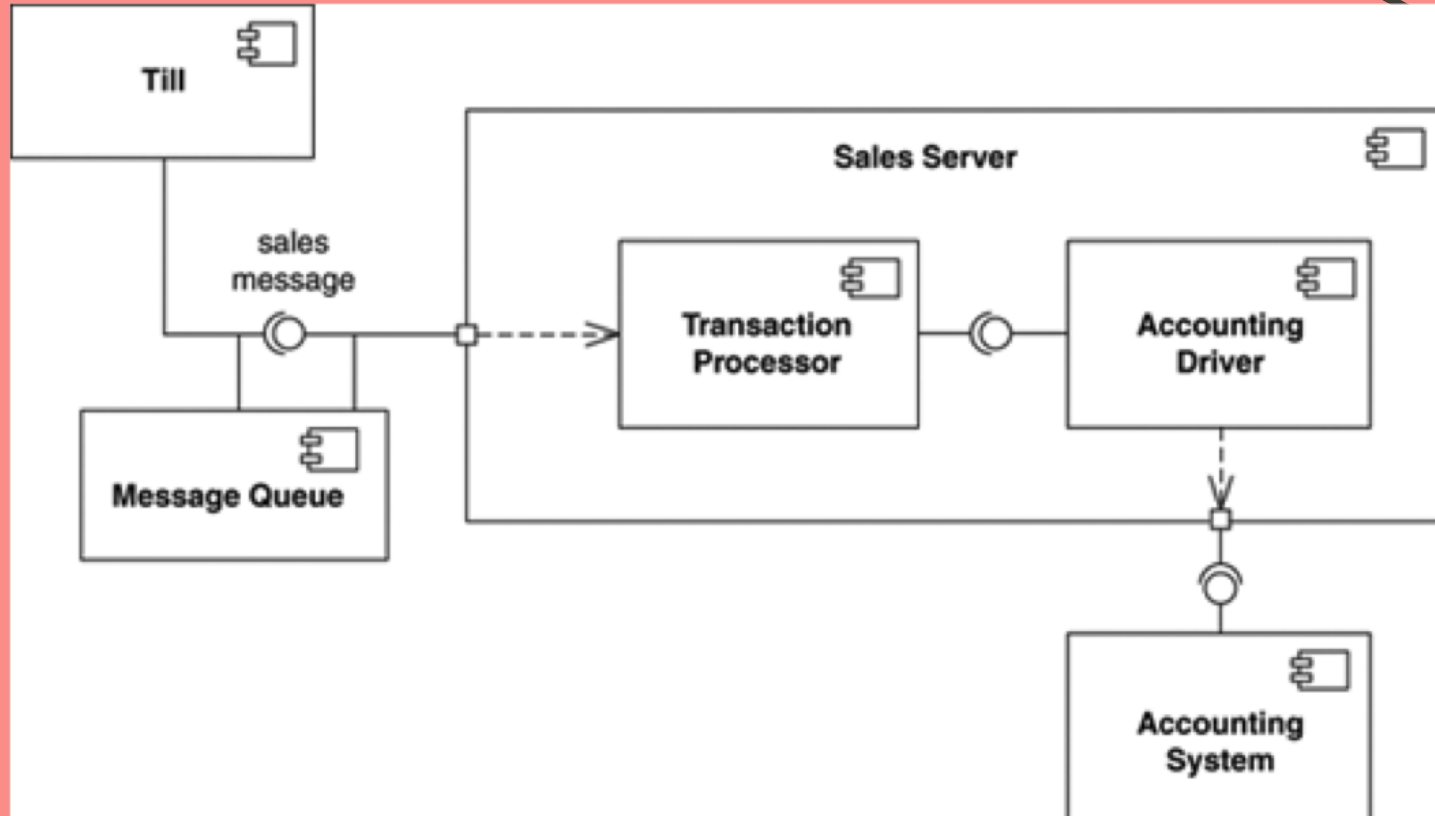 Till
Sales Server
sales
message
Transaction
Processor
Accounting
Driver
Message Queue
Accounting
System